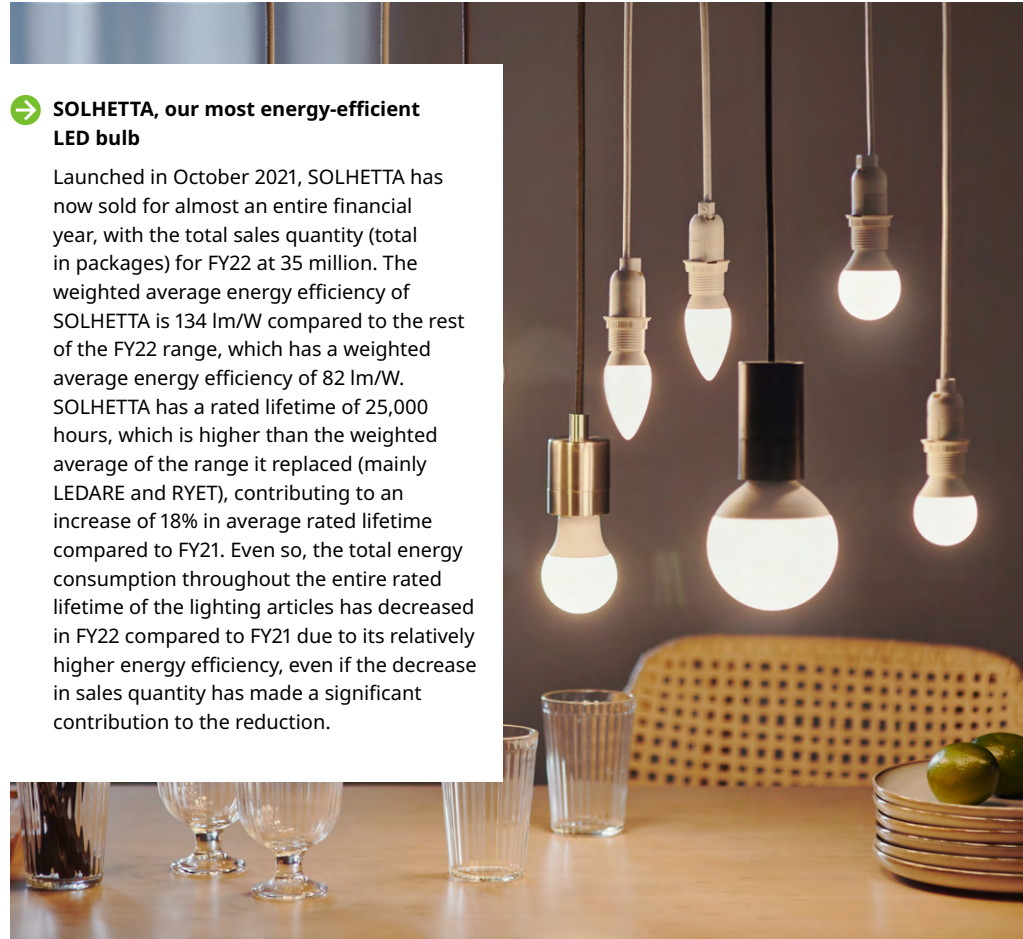 SOLHETTA, our most energy-efficient
LED bulb
Launched in October 2021, SOLHETTA has
now sold for almost an entire financial
year, with the total sales quantity (total
in packages) for FY22 at 35 million. The
weighted average energy efficiency of
SOLHETTA is 134 lm/W compared to the rest
of the FY22 range, which has a weighted
average energy efficiency of 82 lm/W.
SOLHETTA has a rated lifetime of 25,000
hours, which is higher than the weighted
average of the range it replaced (mainly
LEDARE and RYET), contributing to an
increase of 18% in average rated lifetime
compared to FY21. Even so, the total energy
consumption throughout the entire rated
lifetime of the lighting articles has decreased
in FY22 compared to FY21 due to its relatively
higher energy efficiency, even if the decrease
in sales quantity has made a significant
contribution to the reduction.